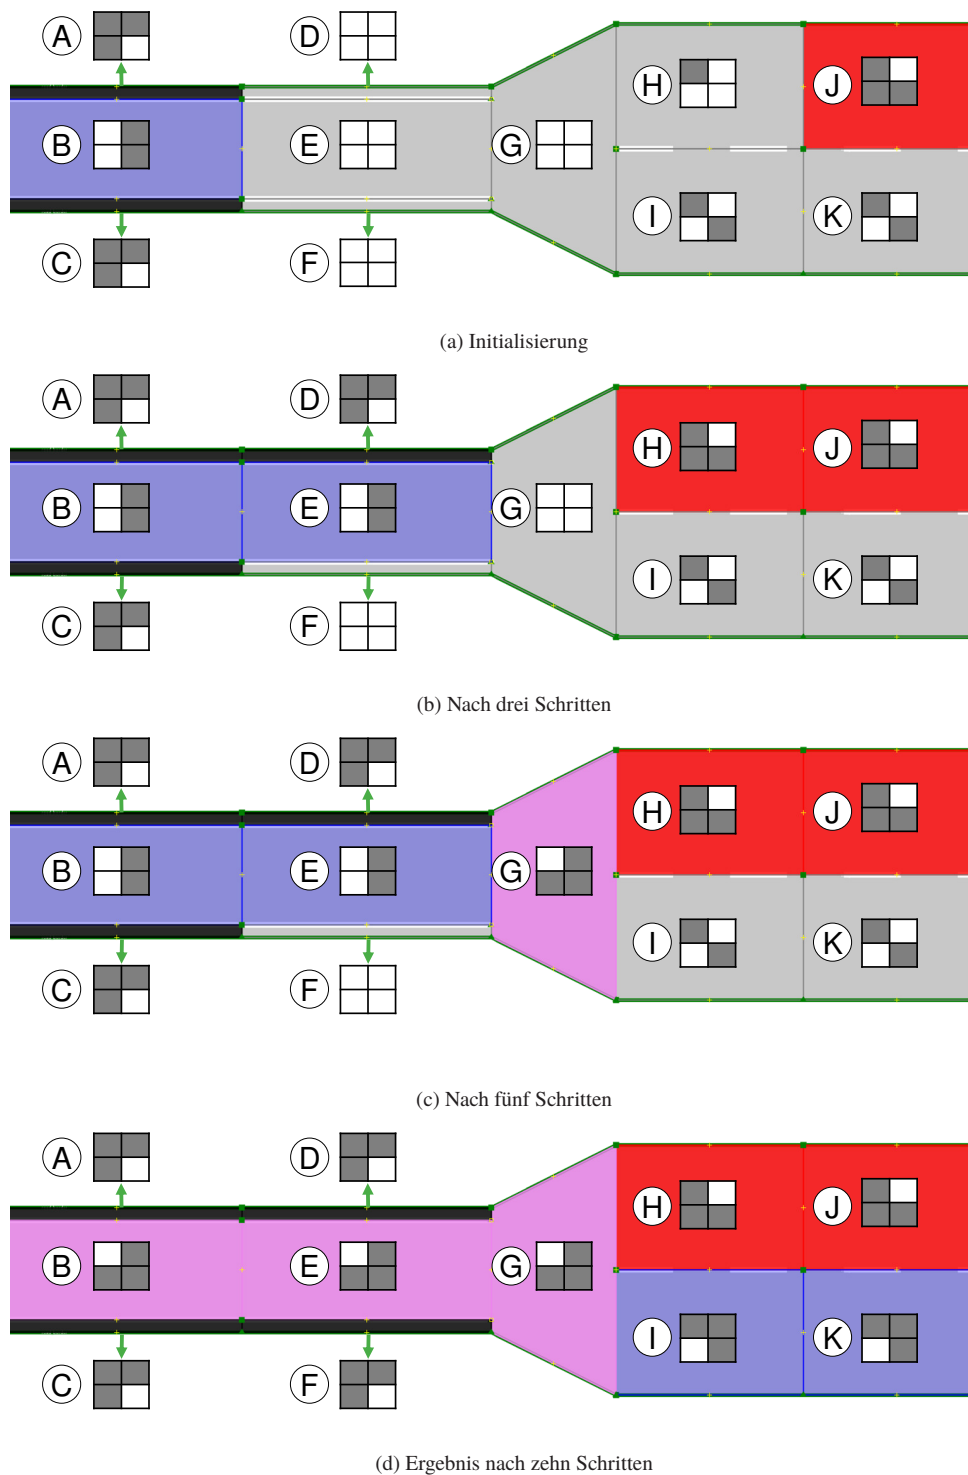 A D
H J
B E G
I K
C F
(a) Initialisierung
A D
H J
B E G
I K
C F
(b) Nach drei Schritten
A D
H J
B E G
I K
C F
(c) Nach fünf Schritten
A D
H J
B E G
I K
C F
(d) Ergebnis nach zehn Schritten